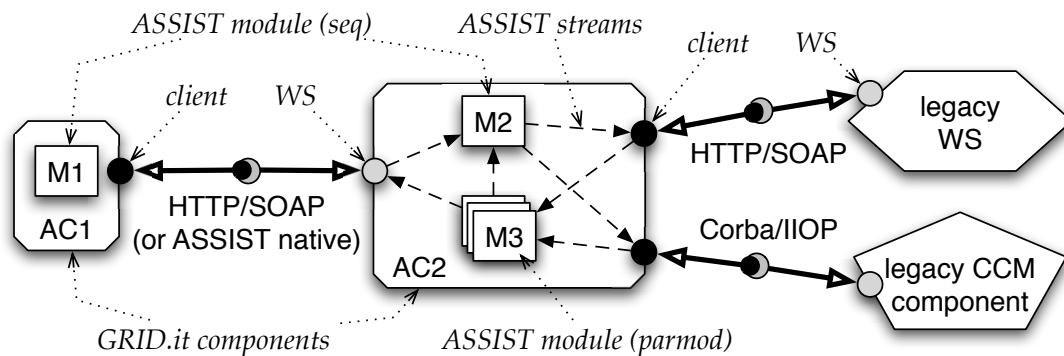 ASSIST module (seq)
ASSIST streams
client
WS
client
WS
M1
AC1
HTTP/SOAP
(or ASSIST native)
M2
M3
AC2
HTTP/SOAP
legacy
WS
Corba/IIOP
legacy CCM
component
GRID.it components
ASSIST module (parmod)